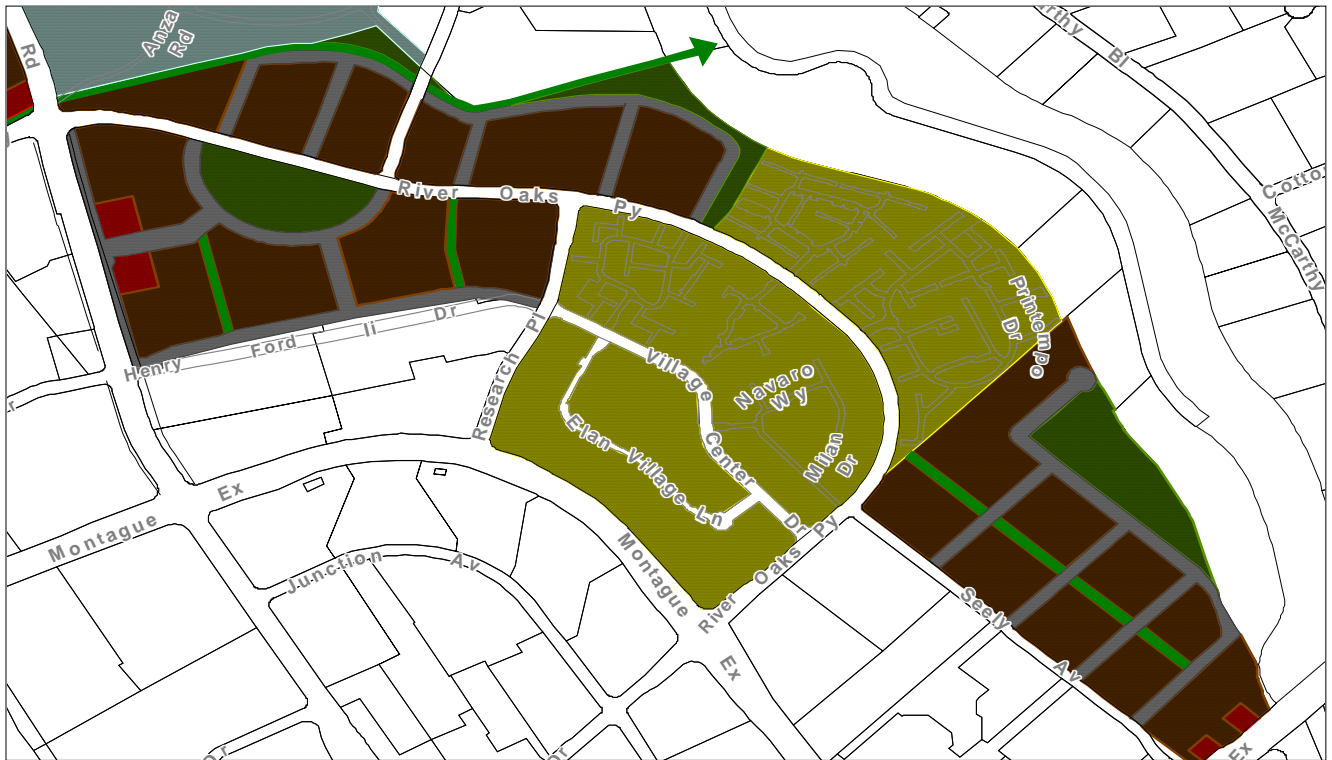 Rd
Anza
Rd
Bl
Cotto
O McCarthy
River Oaks Py
Printempo
Dr
Henry Ford Ii Dr
Research Pl
Village Center Dr
Navaro
Wy
Milan
Dr
Elan Village Ln
River Oaks Py
Montague Ex
Montague Ex
Junction Av
Seely Av
Ex